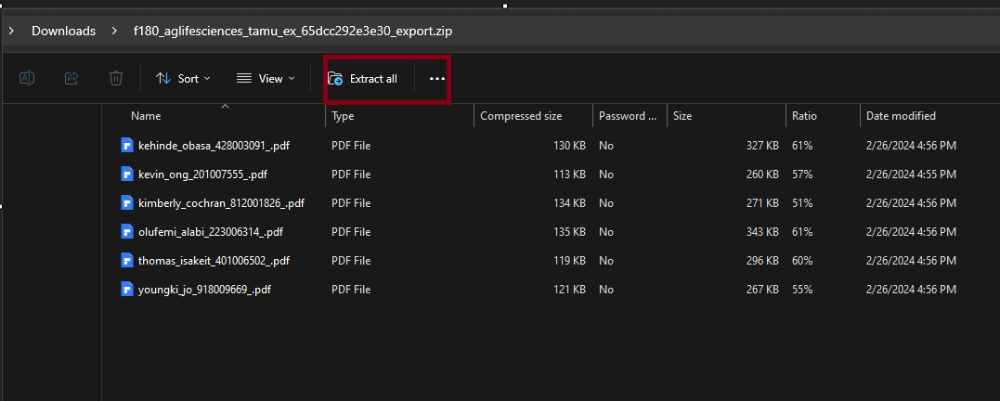 Downloads > f180_aglifesciences_tamu_ex_65dcc292e3e30_export.zip
Sort View Extract all ...
Name Type Compressed size Password ... Size Ratio Date modified
kehinde_obasa_428003091_.pdf PDF File 130 KB No 327 KB 61% 2/26/2024 4:56 PM
kevin_ong_201007555_.pdf PDF File 113 KB No 260 KB 57% 2/26/2024 4:55 PM
kimberly_cochran_812001826_.pdf PDF File 134 KB No 271 KB 51% 2/26/2024 4:56 PM
olufemi_alabi_223006314_.pdf PDF File 135 KB No 343 KB 61% 2/26/2024 4:56 PM
thomas_isakeit_401006502_.pdf PDF File 119 KB No 296 KB 60% 2/26/2024 4:56 PM
youngki_jo_918009669_.pdf PDF File 121 KB No 267 KB 55% 2/26/2024 4:56 PM